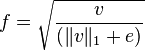 f = \sqrt{\frac{v}{(\|v\|_1 + e)}}